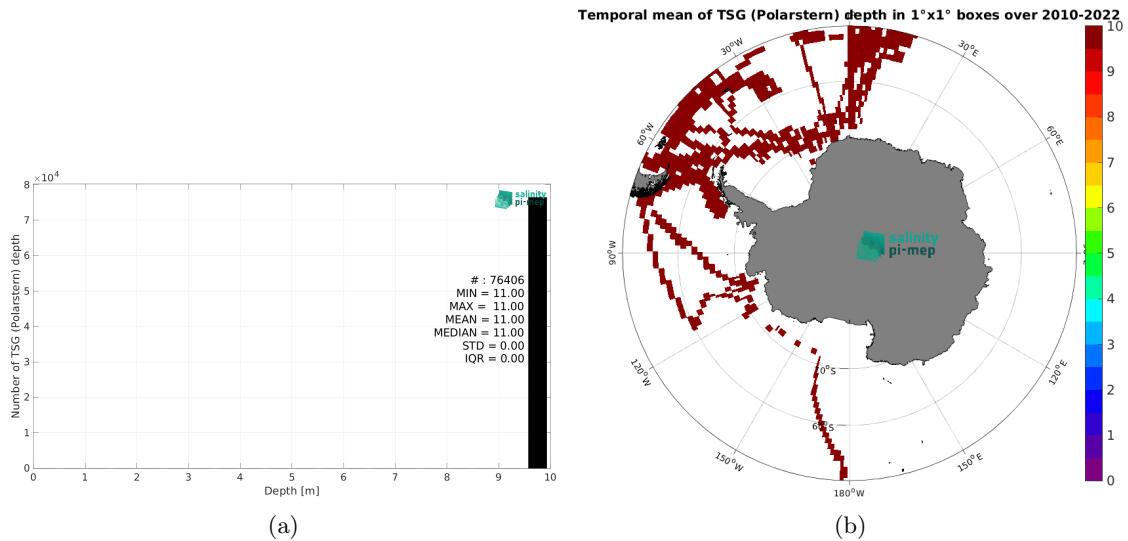 Temporal mean of TSG (Polarstern) depth in 1°x1° boxes over 2010-2022
×10⁴
8
7
6
5
4
3
2
1
0
Number of TSG (Polarstern) depth
salinity
pi-mep
# : 76406
MIN = 11.00
MAX = 11.00
MEAN = 11.00
MEDIAN = 11.00
STD = 0.00
IQR = 0.00
0 1 2 3 4 5 6 7 8 9 10
Depth [m]
(a)
30°W
30°E
60°W
60°E
90°W
salinity
pi-mep
120°W
120°E
150°W
150°E
180°W
10
9
8
7
6
5
4
3
2
1
0
(b)